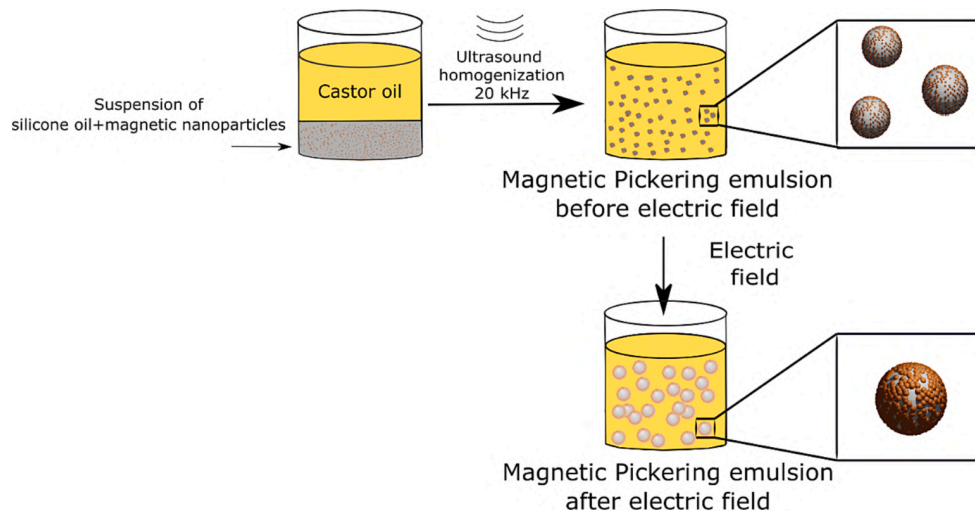 Castor oil
Suspension of
silicone oil+magnetic nanoparticles
Ultrasound
homogenization
20 kHz
Magnetic Pickering emulsion
before electric field
Electric
field
Magnetic Pickering emulsion
after electric field